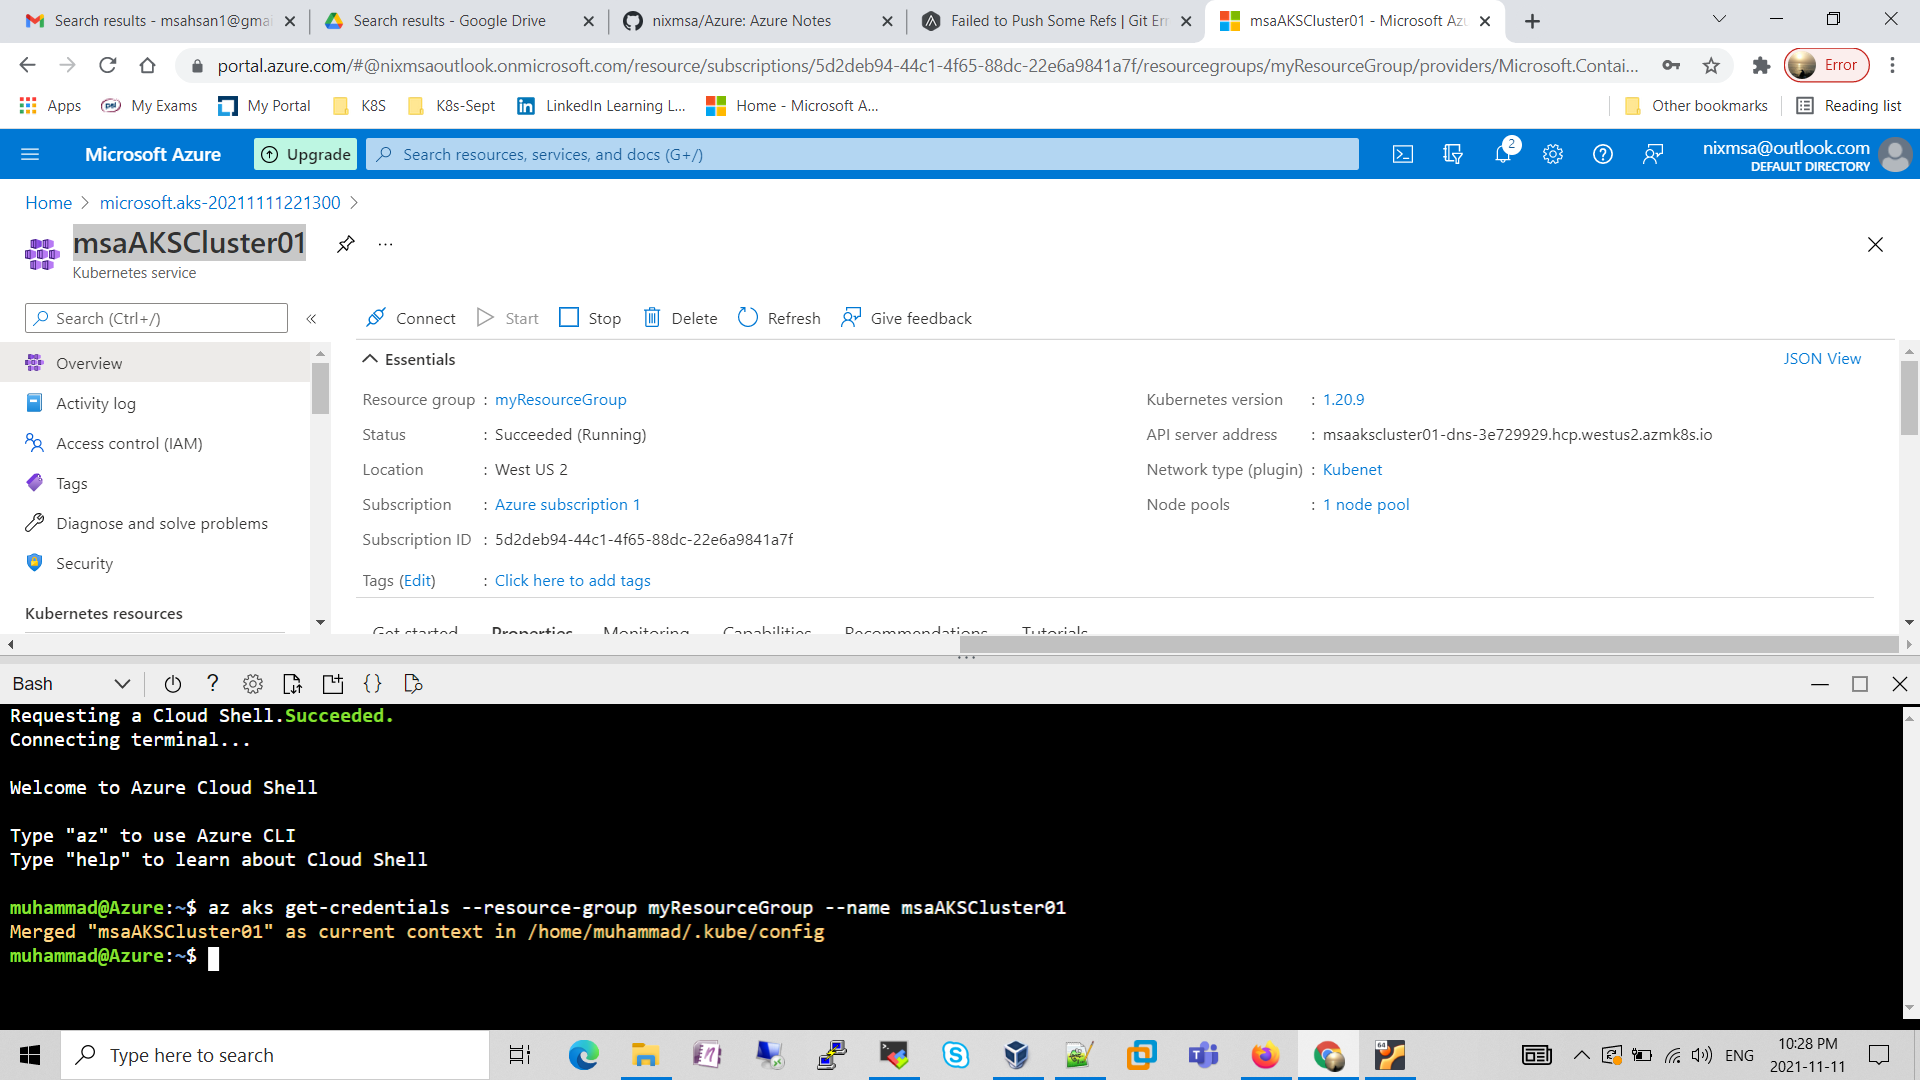 Search results - msahsan1@gmai
Search results - Google Drive
nixmsa/Azure: Azure Notes
Failed to Push Some Refs | Git Err
msaAKSCluster01 - Microsoft Azu
portal.azure.com/#@nixmsaoutlook.onmicrosoft.com/resource/subscriptions/5d2deb94-44c1-4f65-88dc-22e6a9841a7f/resourcegroups/myResourceGroup/providers/Microsoft.Contai...
Error
Apps
My Exams
My Portal
K8S
K8s-Sept
LinkedIn Learning L...
Home - Microsoft A...
Other bookmarks
Reading list
Microsoft Azure
Upgrade
Search resources, services, and docs (G+/)
2
nixmsa@outlook.com
DEFAULT DIRECTORY
Home > microsoft.aks-20211111221300 >
msaAKSCluster01
...
Kubernetes service
Search (Ctrl+/)
«
Connect
Start
Stop
Delete
Refresh
Give feedback
Overview
Activity log
Access control (IAM)
Tags
Diagnose and solve problems
Security
Kubernetes resources
Essentials
JSON View
Resource group : myResourceGroup
Status : Succeeded (Running)
Location : West US 2
Subscription : Azure subscription 1
Subscription ID : 5d2deb94-44c1-4f65-88dc-22e6a9841a7f
Tags (Edit) : Click here to add tags
Kubernetes version : 1.20.9
API server address : msaakscluster01-dns-3e729929.hcp.westus2.azmk8s.io
Network type (plugin) : Kubenet
Node pools : 1 node pool
Get started
Properties
Monitoring
Capabilities
Recommendations
Tutorials
Bash
?
{ }
Requesting a Cloud Shell.Succeeded.
Connecting terminal...
Welcome to Azure Cloud Shell
Type "az" to use Azure CLI
Type "help" to learn about Cloud Shell
muhammad@Azure:~$ az aks get-credentials --resource-group myResourceGroup --name msaAKSCluster01
Merged "msaAKSCluster01" as current context in /home/muhammad/.kube/config
muhammad@Azure:~$
Type here to search
64
ENG
10:28 PM
2021-11-11